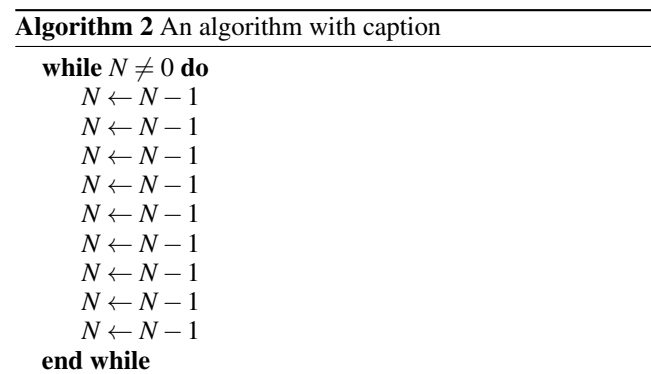 Algorithm 2 An algorithm with caption
while N ≠ 0 do
N ← N − 1
N ← N − 1
N ← N − 1
N ← N − 1
N ← N − 1
N ← N − 1
N ← N − 1
N ← N − 1
N ← N − 1
end while